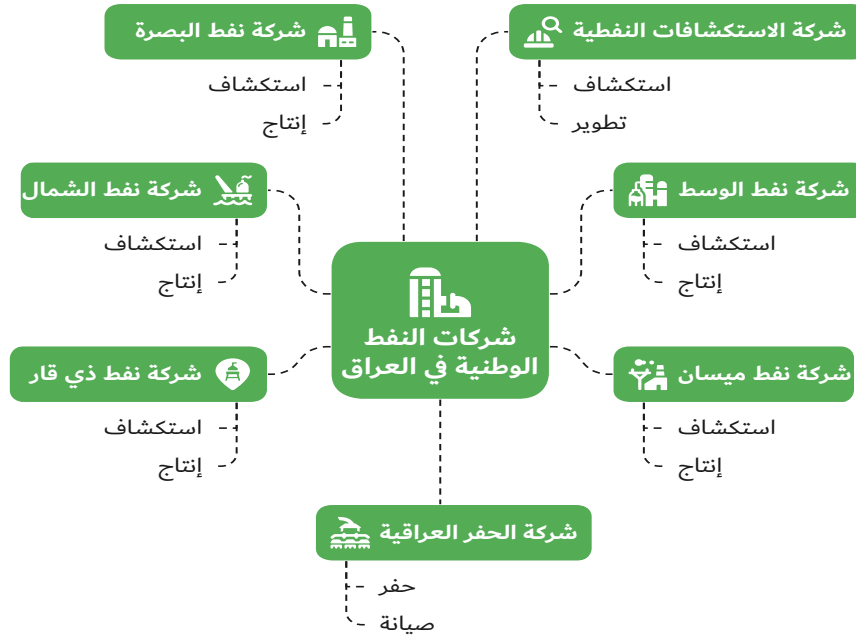 شركة الاستكشافات النفطية
استكشاف
تطوير
شركة نفط البصرة
استكشاف
إنتاج
شركة نفط الوسط
استكشاف
إنتاج
شركة نفط الشمال
استكشاف
إنتاج
شركات النفط
الوطنية في العراق
شركة نفط ميسان
استكشاف
إنتاج
شركة نفط ذي قار
استكشاف
إنتاج
شركة الحفر العراقية
حفر
صيانة